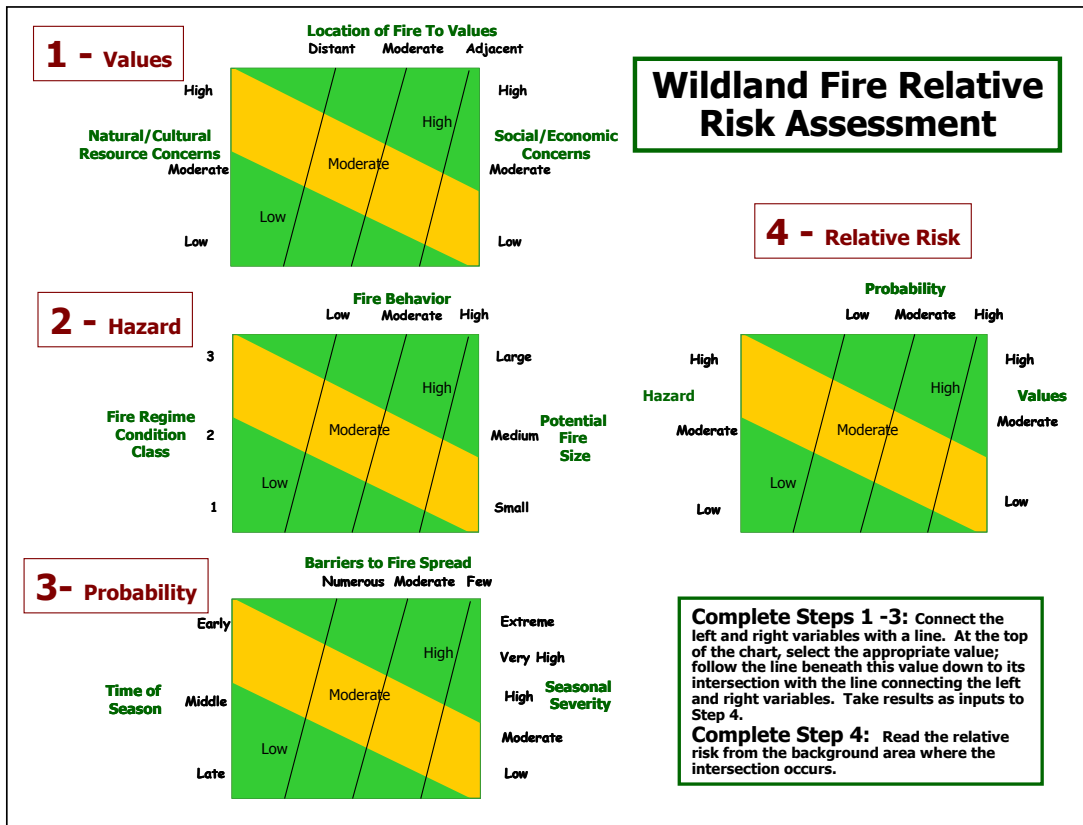 1 - Values
Location of Fire To Values
Distant Moderate Adjacent
High
Natural/Cultural
Resource Concerns
Moderate
Low
High
Moderate
Low
High
Social/Economic
Concerns
Moderate
Low
Wildland Fire Relative
Risk Assessment
2 - Hazard
Fire Behavior
Low Moderate High
3
Fire Regime
Condition
Class
2
1
High
Moderate
Low
Large
Medium
Potential
Fire
Size
Small
3- Probability
Barriers to Fire Spread
Numerous Moderate Few
Early
Time of
Season
Middle
Late
High
Moderate
Low
Extreme
Very High
High
Seasonal
Severity
Moderate
Low
4 - Relative Risk
Probability
Low Moderate High
High
Hazard
Moderate
Low
High
Moderate
Low
High
Values
Moderate
Low
Complete Steps 1 -3: Connect the
left and right variables with a line. At the top
of the chart, select the appropriate value;
follow the line beneath this value down to its
intersection with the line connecting the left
and right variables. Take results as inputs to
Step 4.
Complete Step 4: Read the relative
risk from the background area where the
intersection occurs.